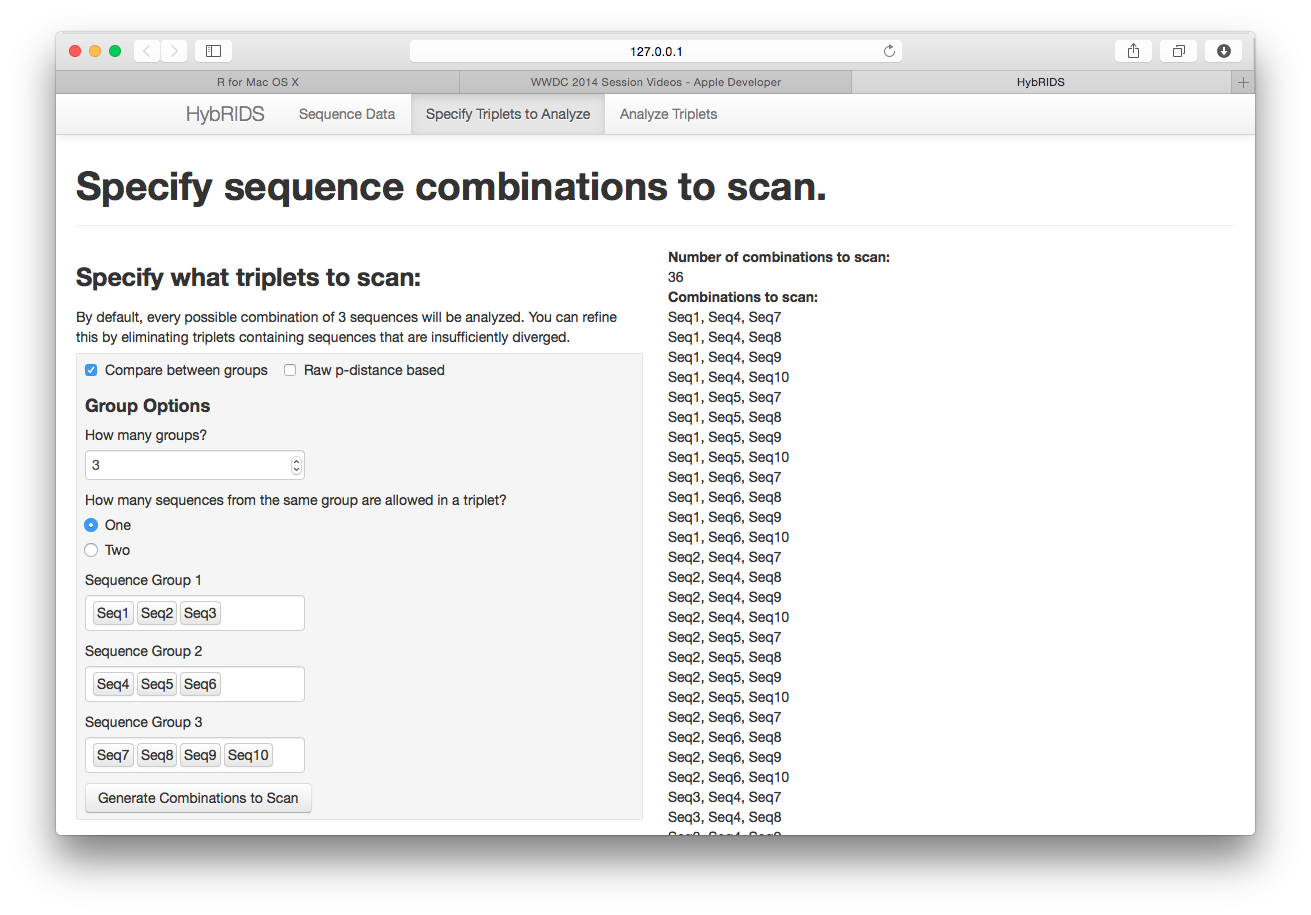 127.0.0.1
R for Mac OS X
WWDC 2014 Session Videos - Apple Developer
HybRIDS
HybRIDS Sequence Data Specify Triplets to Analyze Analyze Triplets
Specify sequence combinations to scan.
Specify what triplets to scan:
By default, every possible combination of 3 sequences will be analyzed. You can refine
this by eliminating triplets containing sequences that are insufficiently diverged.
Compare between groups Raw p-distance based
Group Options
How many groups?
3
How many sequences from the same group are allowed in a triplet?
One
Two
Sequence Group 1
Seq1 Seq2 Seq3
Sequence Group 2
Seq4 Seq5 Seq6
Sequence Group 3
Seq7 Seq8 Seq9 Seq10
Generate Combinations to Scan
Number of combinations to scan:
36
Combinations to scan:
Seq1, Seq4, Seq7
Seq1, Seq4, Seq8
Seq1, Seq4, Seq9
Seq1, Seq4, Seq10
Seq1, Seq5, Seq7
Seq1, Seq5, Seq8
Seq1, Seq5, Seq9
Seq1, Seq5, Seq10
Seq1, Seq6, Seq7
Seq1, Seq6, Seq8
Seq1, Seq6, Seq9
Seq1, Seq6, Seq10
Seq2, Seq4, Seq7
Seq2, Seq4, Seq8
Seq2, Seq4, Seq9
Seq2, Seq4, Seq10
Seq2, Seq5, Seq7
Seq2, Seq5, Seq8
Seq2, Seq5, Seq9
Seq2, Seq5, Seq10
Seq2, Seq6, Seq7
Seq2, Seq6, Seq8
Seq2, Seq6, Seq9
Seq2, Seq6, Seq10
Seq3, Seq4, Seq7
Seq3, Seq4, Seq8